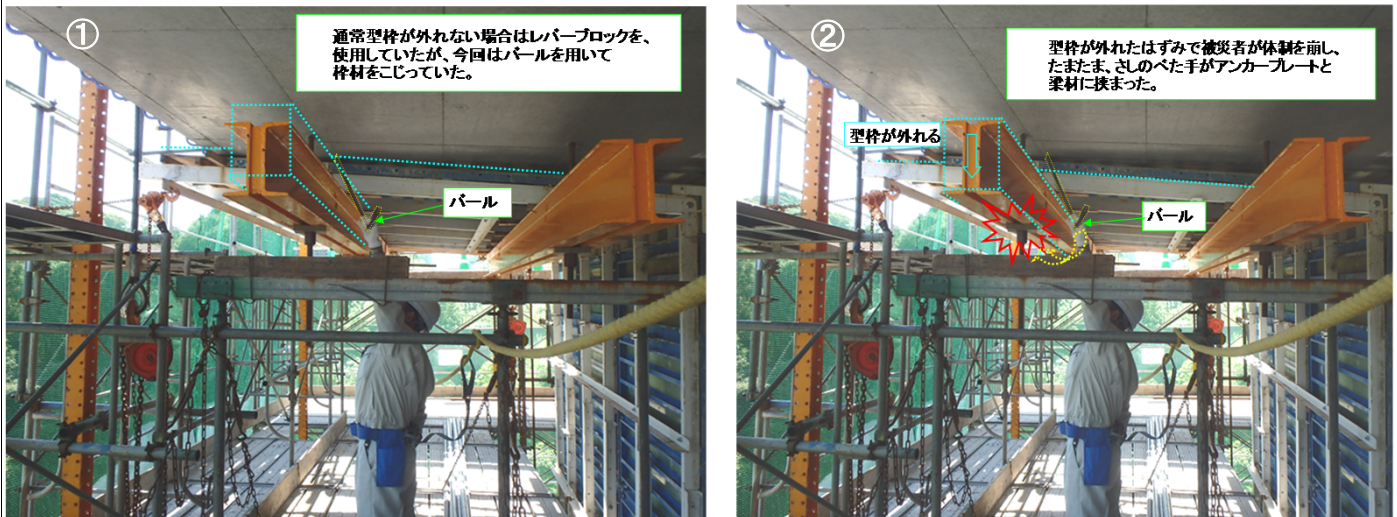 ①
通常型枠が外れない場合はレバーブロックを、
使用していたが、今回はバールを用いて
枠材をこじっていた。
バール
②
型枠が外れたはずみで被災者が体制を崩し、
たまたま、さしのべた手がアンカープレートと
梁材に挟まった。
型枠が外れる
バール